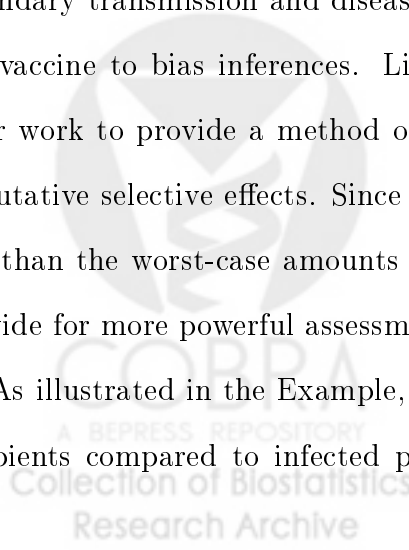 ndary transmission and diseas
vaccine to bias inferences. Li
r work to provide a method o
utative selective effects. Since
than the worst-case amounts
vide for more powerful assessm
As illustrated in the Example,
pients compared to infected p
COBRA
A BEPRESS REPOSITORY
Collection of Biostatistics
Research Archive